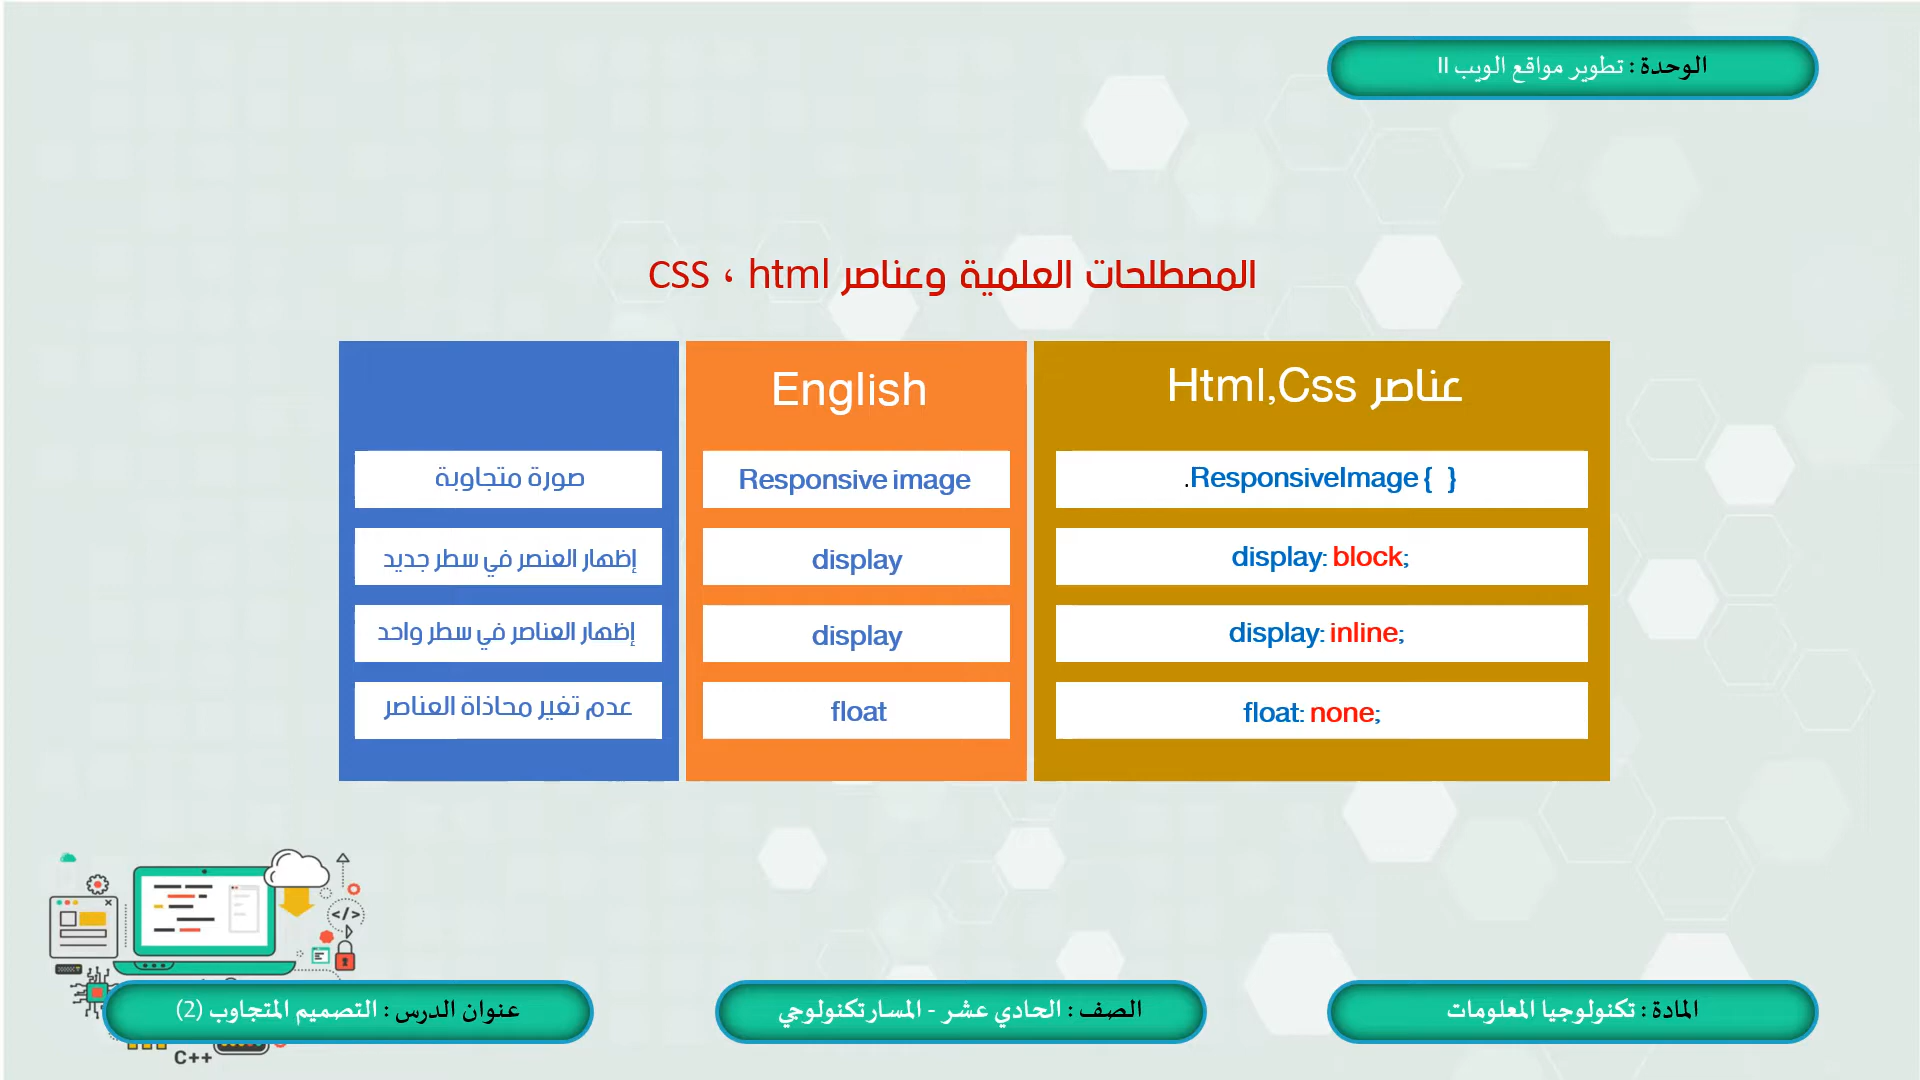 الوحدة : تطوير مواقع الويب II
المصطلحات العلمية وعناصر html ، CSS
English
عناصر Html,Css
صورة متجاوبة
Responsive image
.ResponsiveImage { }
إظهار العنصر في سطر جديد
display
display: block;
إظهار العناصر في سطر واحد
display
display: inline;
عدم تغير محاذاة العناصر
float
float: none;
</>
C++
المادة : تكنولوجيا المعلومات
الصف : الحادي عشر - المسار تكنولوجي
عنوان الدرس : التصميم المتجاوب (2)